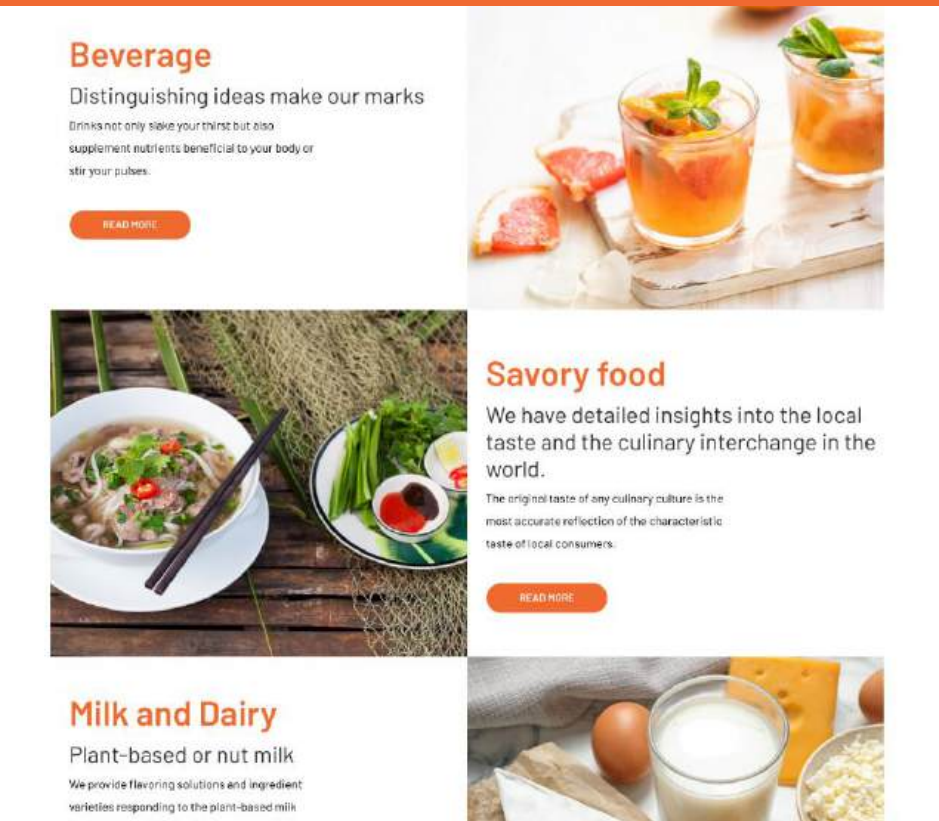 Beverage
Distinguishing ideas make our marks
Drinks not only slake your thirst but also
supplement nutrients beneficial to your body or
stir your pulses.
READ MORE
Savory food
We have detailed insights into the local
taste and the culinary interchange in the
world.
The original taste of any culinary culture is the
most accurate reflection of the characteristic
taste of local consumers.
READ MORE
Milk and Dairy
Plant-based or nut milk
We provide flavoring solutions and ingredient
varieties responding to the plant-based milk